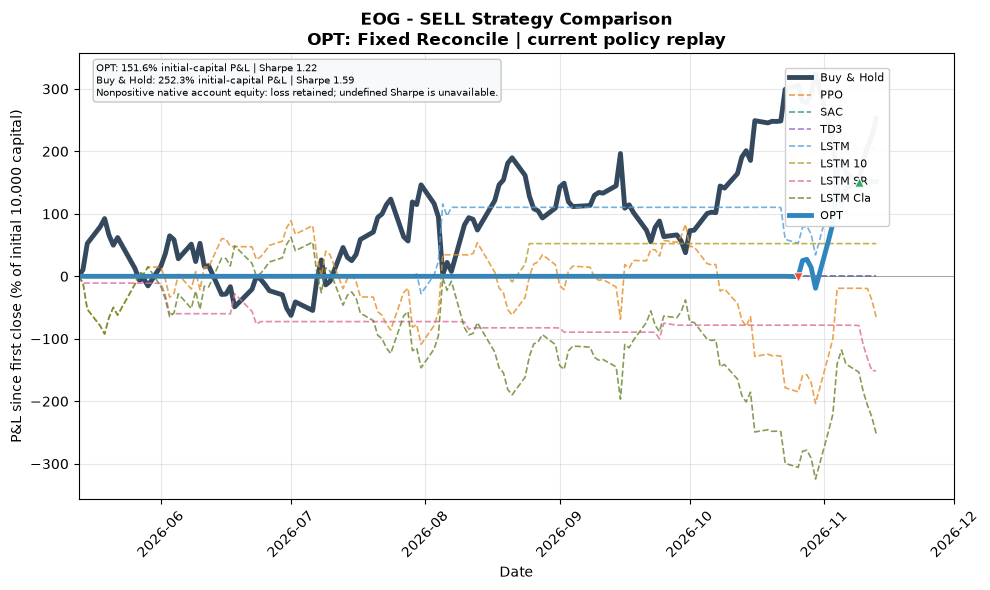 EOG - SELL Strategy Comparison
OPT: Fixed Reconcile | current policy replay
OPT: 151.6% initial-capital P&L | Sharpe 1.22
Buy & Hold: 252.3% initial-capital P&L | Sharpe 1.59
Nonpositive native account equity: loss retained; undefined Sharpe is unavailable.
Buy & Hold
PPO
SAC
TD3
LSTM
LSTM 10
LSTM SR
LSTM Cla
OPT
P&L since first close (% of initial 10,000 capital)
300
200
100
0
−100
−200
−300
2026-06
2026-07
2026-08
2026-09
2026-10
2026-11
2026-12
Date